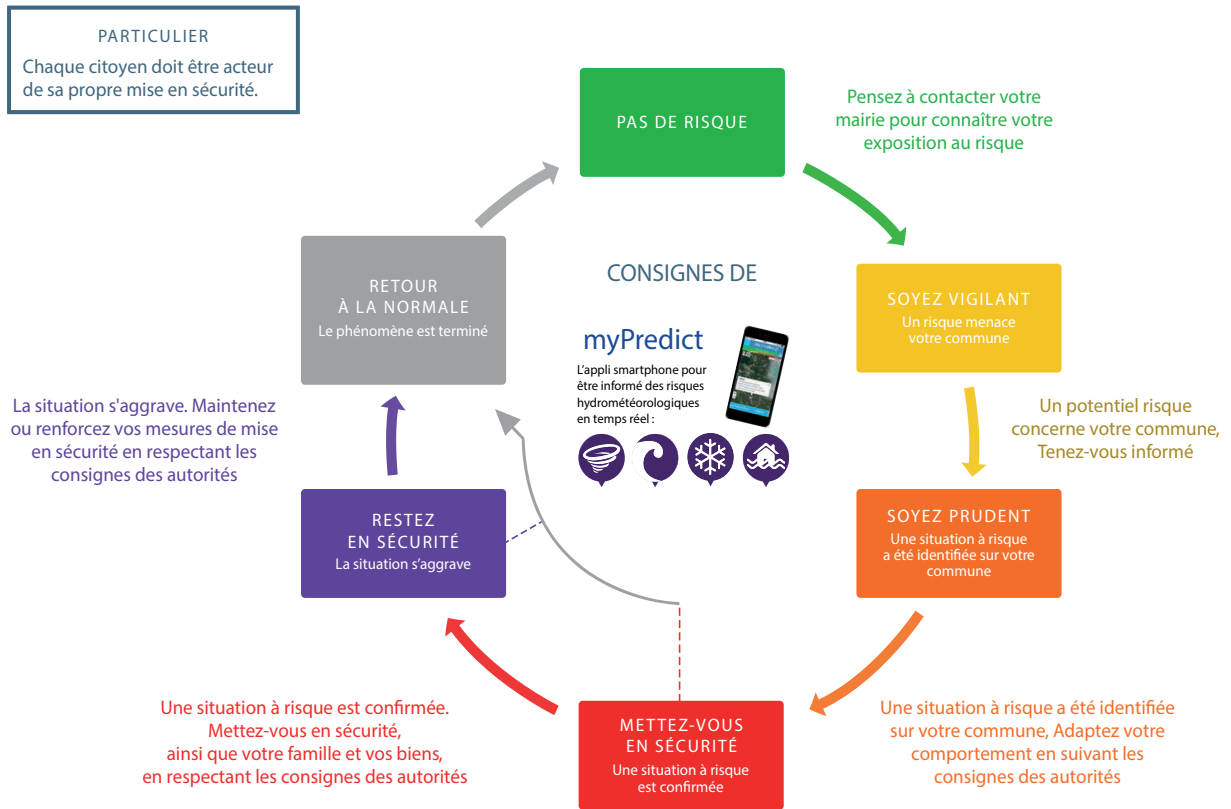 PARTICULIER
Chaque citoyen doit être acteur
de sa propre mise en sécurité.
PAS DE RISQUE
Pensez à contacter votre
mairie pour connaître votre
exposition au risque
RETOUR
À LA NORMALE
Le phénomène est terminé
CONSIGNES DE
SOYEZ VIGILANT
Un risque menace
votre commune
myPredict
L'appli smartphone pour
être informé des risques
hydrométéorologiques
en temps réel :
La situation s'aggrave. Maintenez
ou renforcez vos mesures de mise
en sécurité en respectant les
consignes des autorités
Un potentiel risque
concerne votre commune,
Tenez-vous informé
RESTEZ
EN SÉCURITÉ
La situation s’aggrave
SOYEZ PRUDENT
Une situation à risque
a été identifiée sur votre
commune
Une situation à risque est confirmée.
Mettez-vous en sécurité,
ainsi que votre famille et vos biens,
en respectant les consignes des autorités
METTEZ-VOUS
EN SÉCURITÉ
Une situation à risque
est confirmée
Une situation à risque a été identifiée
sur votre commune, Adaptez votre
comportement en suivant les
consignes des autorités